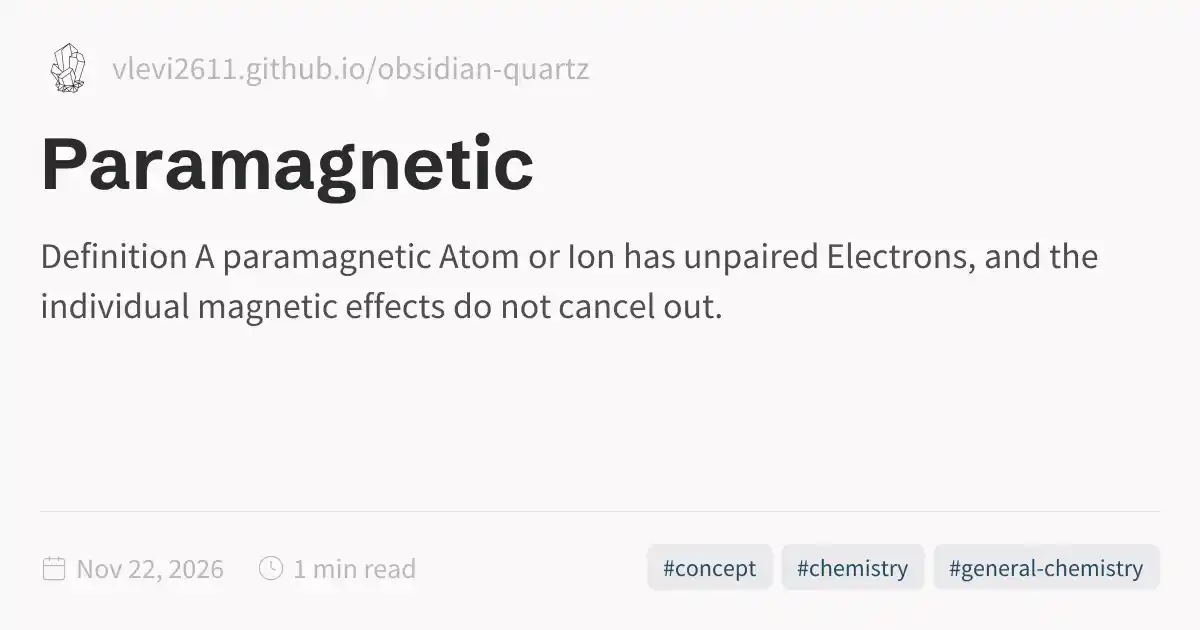 vlevi2611.github.io/obsidian-quartz
Paramagnetic
Definition A paramagnetic Atom or Ion has unpaired Electrons, and the
individual magnetic effects do not cancel out.
Nov 22, 2026 1 min read #concept #chemistry #general-chemistry